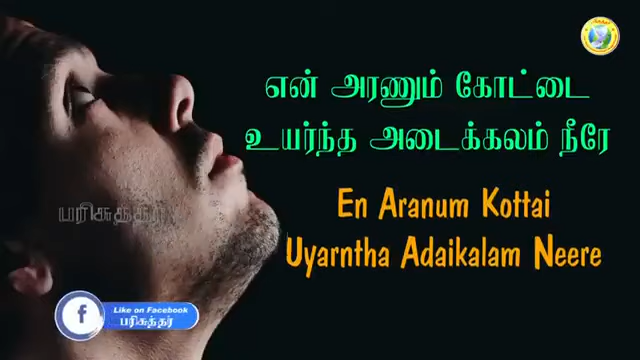 என் அரணும் கோட்டை
உயர்ந்த அடைக்கலம் நீரே
En Aranum Kottai
Uyarntha Adaikalam Neere
பரிசுத்தர்
Like on Facebook
பரிசுத்தர்